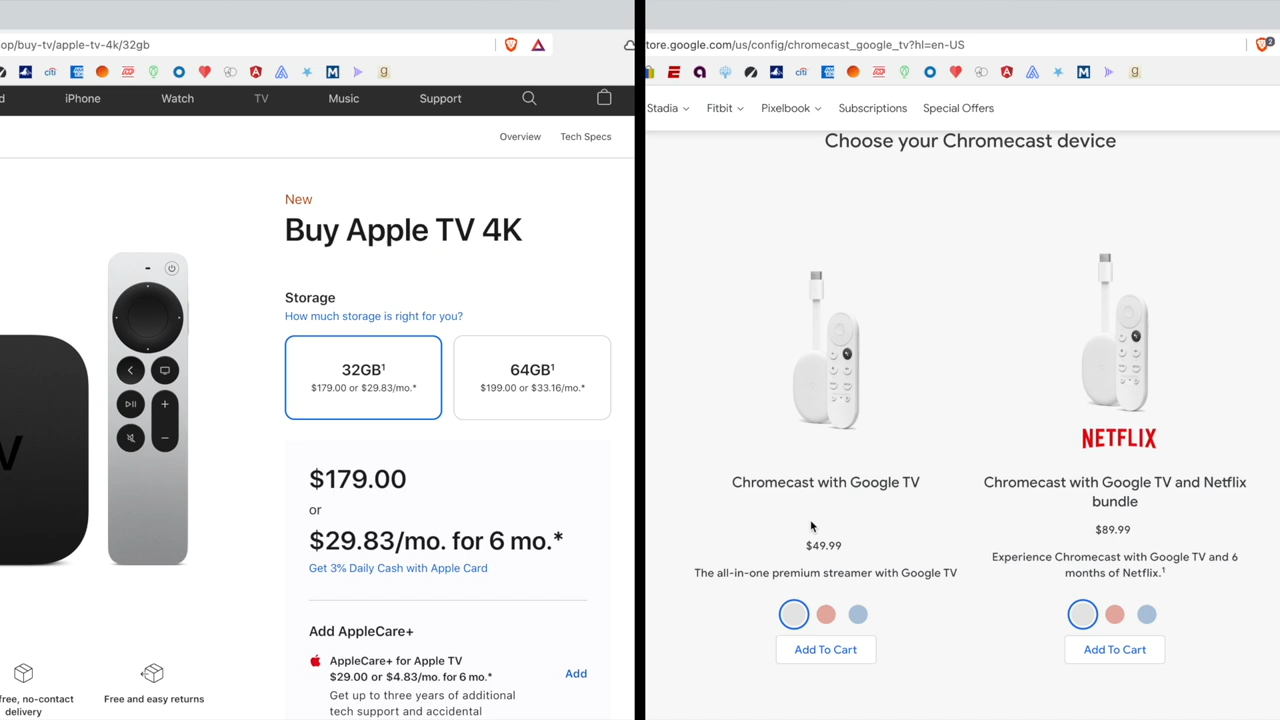 op/buy-tv/apple-tv-4k/32gb
d
iPhone
Watch
TV
Music
Support
Overview
Tech Specs
New
Buy Apple TV 4K
Storage
How much storage is right for you?
32GB¹
$179.00 or $29.83/mo.*
64GB¹
$199.00 or $33.16/mo.*
$179.00
or
$29.83/mo. for 6 mo.*
Get 3% Daily Cash with Apple Card
Add AppleCare+
AppleCare+ for Apple TV
$29.00 or $4.83/mo. for 6 mo.*
Add
Get up to three years of additional
tech support and accidental
free, no-contact
delivery
Free and easy returns
V
tore.google.com/us/config/chromecast_google_tv?hl=en-US
2
citi
M
g
Stadia
Fitbit
Pixelbook
Subscriptions
Special Offers
Choose your Chromecast device
NETFLIX
Chromecast with Google TV
$49.99
The all-in-one premium streamer with Google TV
Add To Cart
Chromecast with Google TV and Netflix
bundle
$89.99
Experience Chromecast with Google TV and 6
months of Netflix.¹
Add To Cart